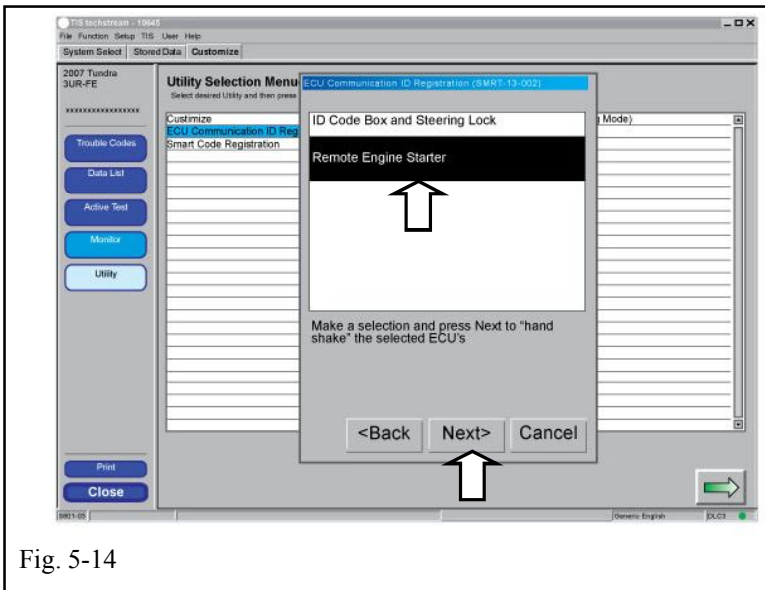 TIS techstream - 10845
File Function Setup TIS User Help
System Select Stored Data Customize
2007 Tundra
3UR-FE
xxxxxxxxxxxxxxxxx
Trouble Codes
Data List
Active Test
Monitor
Utility
Print
Close
Utility Selection Menu
Select desired Utility and then press
Custimize
ECU Communication ID Reg
Smart Code Registration
Mode)
ECU Communication ID Registration (SMRT-13-002)
ID Code Box and Steering Lock
Remote Engine Starter
Make a selection and press Next to "hand
shake" the selected ECU's
<Back Next> Cancel
Generic English DLC3
Fig. 5-14